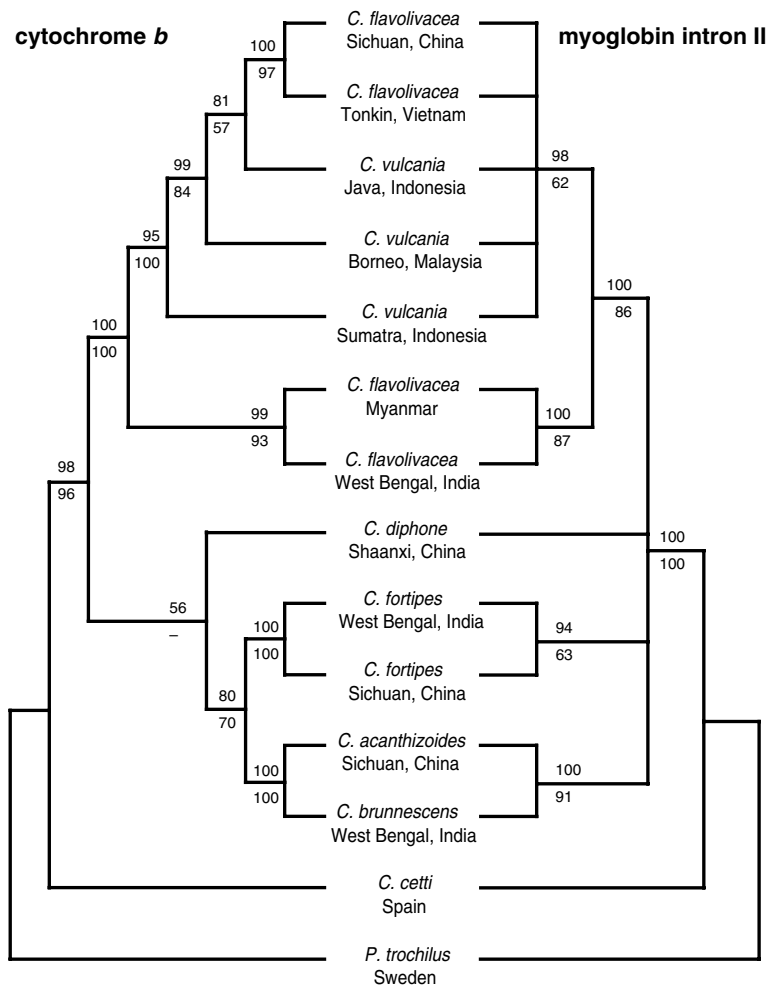 cytochrome b
myoglobin intron II
C. flavolivacea
Sichuan, China
100
97
C. flavolivacea
Tonkin, Vietnam
81
57
C. vulcania
Java, Indonesia
98
62
99
84
C. vulcania
Borneo, Malaysia
95
100
C. vulcania
Sumatra, Indonesia
100
86
100
100
C. flavolivacea
Myanmar
99
93
100
87
C. flavolivacea
West Bengal, India
98
96
C. diphone
Shaanxi, China
100
100
56
–
C. fortipes
West Bengal, India
100
100
94
63
C. fortipes
Sichuan, China
80
70
C. acanthizoides
Sichuan, China
100
100
100
91
C. brunnescens
West Bengal, India
C. cetti
Spain
P. trochilus
Sweden